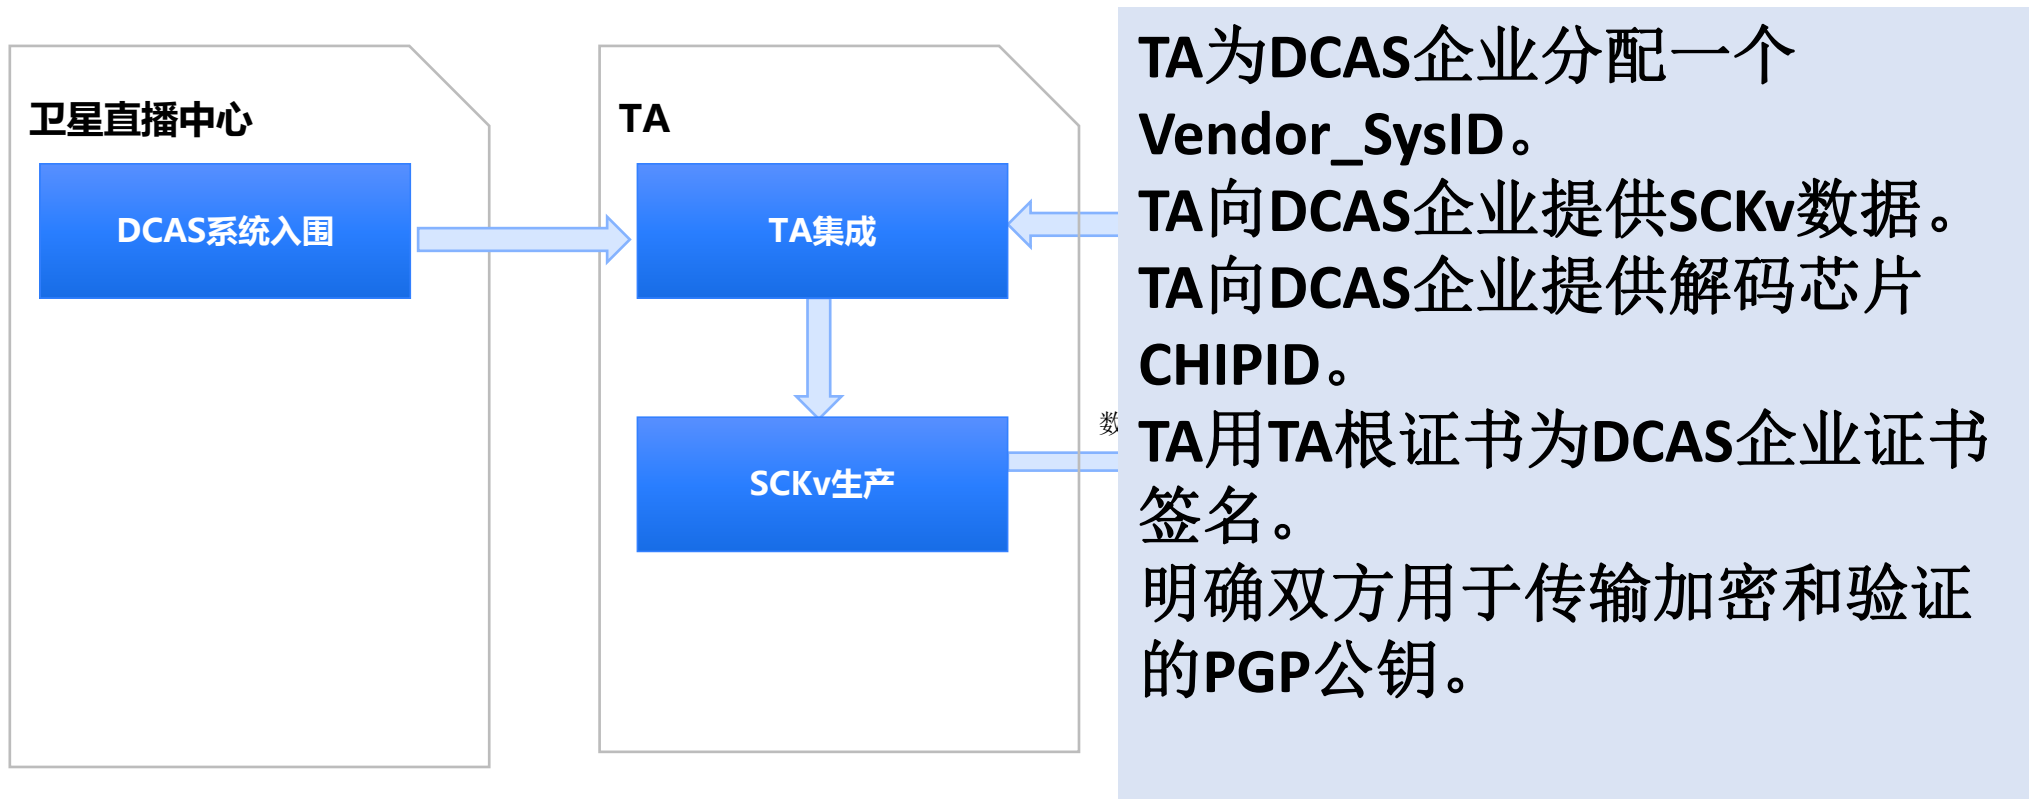 卫星直播中心
DCAS系统入围
TA
TA集成
SCKv生产
数
TA为DCAS企业分配一个
Vendor_SysID。
TA向DCAS企业提供SCKv数据。
TA向DCAS企业提供解码芯片
CHIPID。
TA用TA根证书为DCAS企业证书
签名。
明确双方用于传输加密和验证
的PGP公钥。